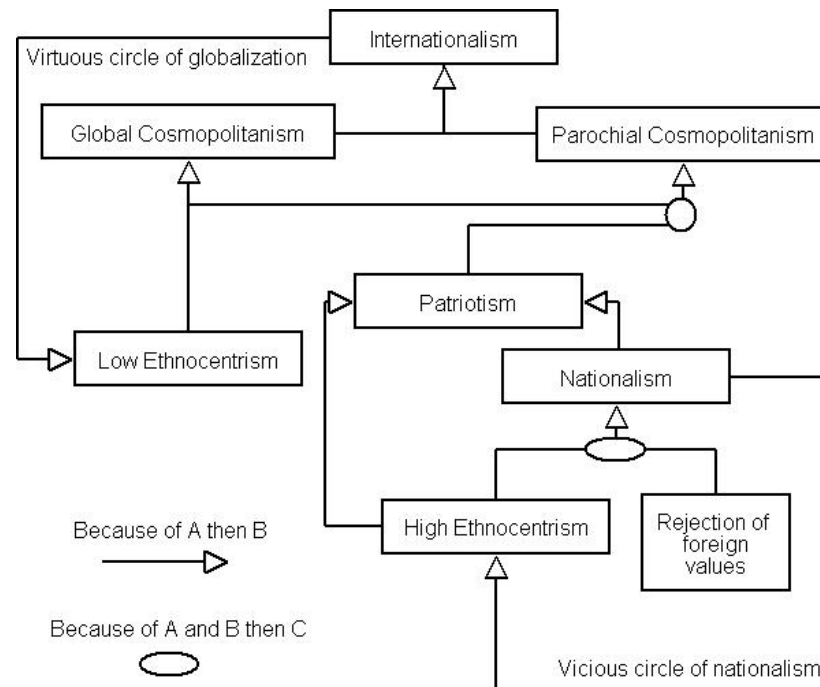 Internationalism
Virtuous circle of globalization
Global Cosmopolitanism
Parochial Cosmopolitanism
Patriotism
Low Ethnocentrism
Nationalism
High Ethnocentrism
Rejection of
foreign
values
Because of A then B
Because of A and B then C
Vicious circle of nationalism